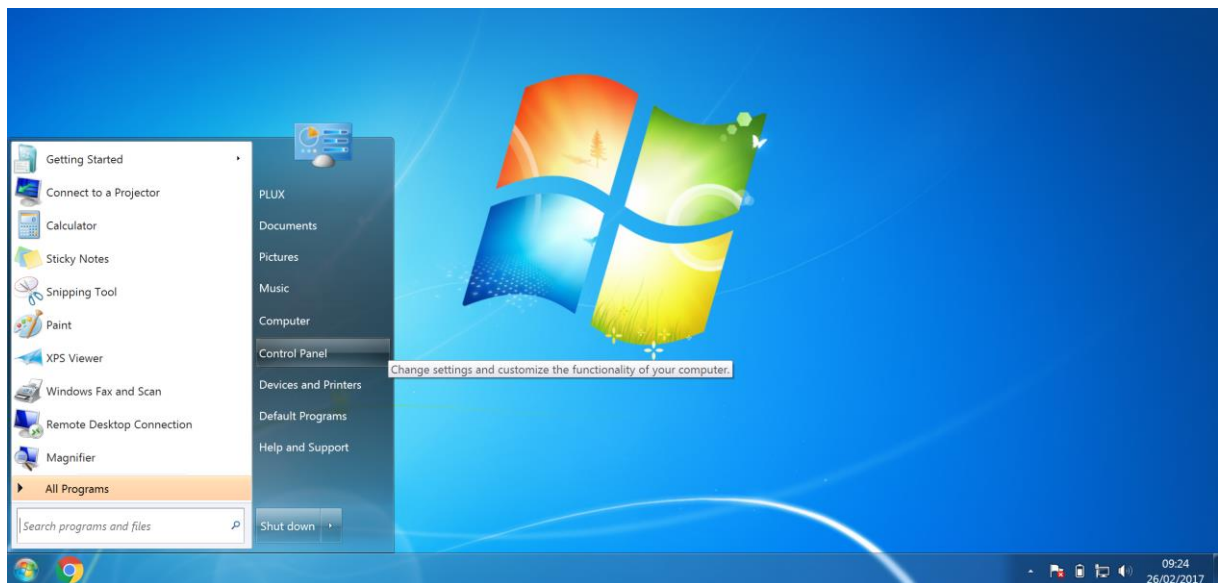 Getting Started
Connect to a Projector
Calculator
Sticky Notes
Snipping Tool
Paint
XPS Viewer
Windows Fax and Scan
Remote Desktop Connection
Magnifier
All Programs
Search programs and files
PLUX
Documents
Pictures
Music
Computer
Control Panel
Change settings and customize the functionality of your computer.
Devices and Printers
Default Programs
Help and Support
Shut down
09:24
26/02/2017